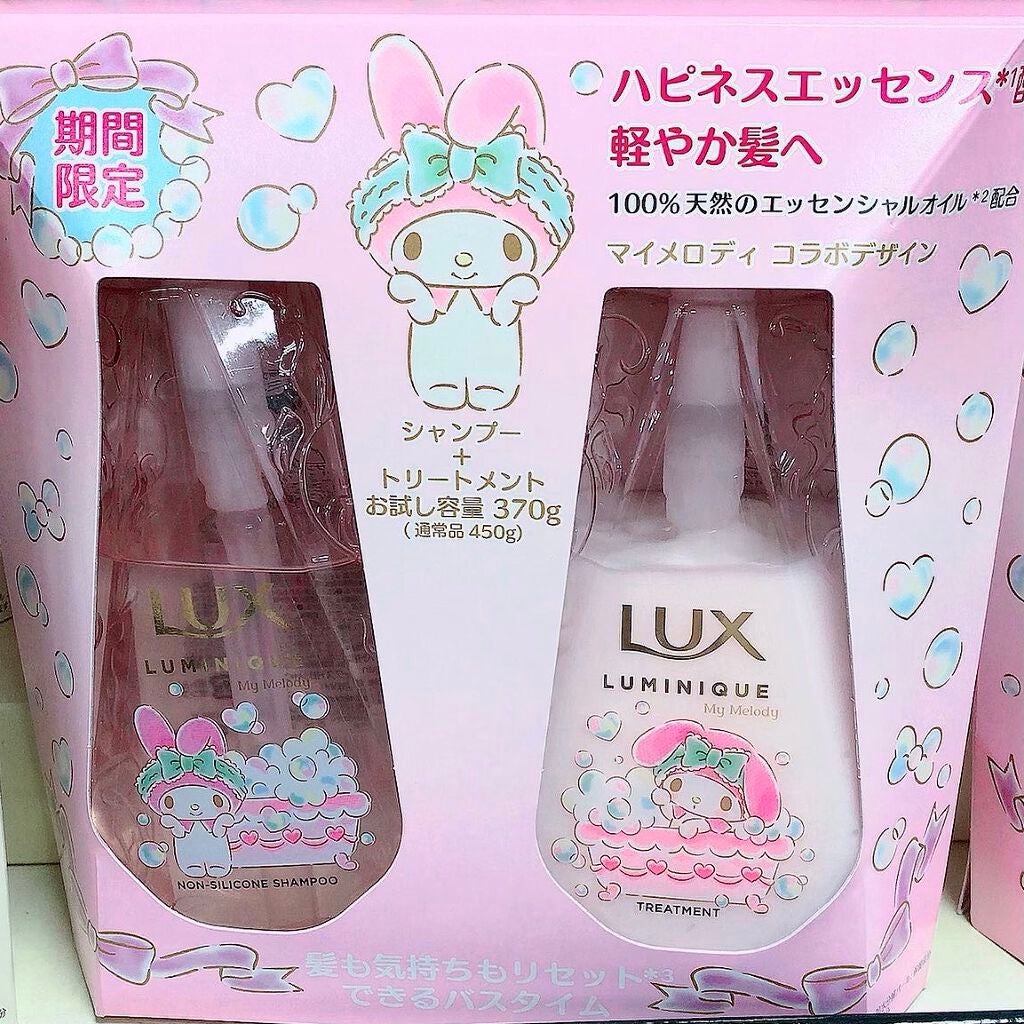 期間
限定
ハピネスエッセンス*1配
軽やか髪へ
100%天然のエッセンシャルオイル*2配合
マイメロディ コラボデザイン
シャンプー
+
トリートメント
お試し容量 370g
(通常品 450g)
LUX
LUMINIQUE
My Melody
NON-SILICONE SHAMPOO
LUX
LUMINIQUE
My Melody
TREATMENT
髪も気持ちもリセット*3
できるバスタイム